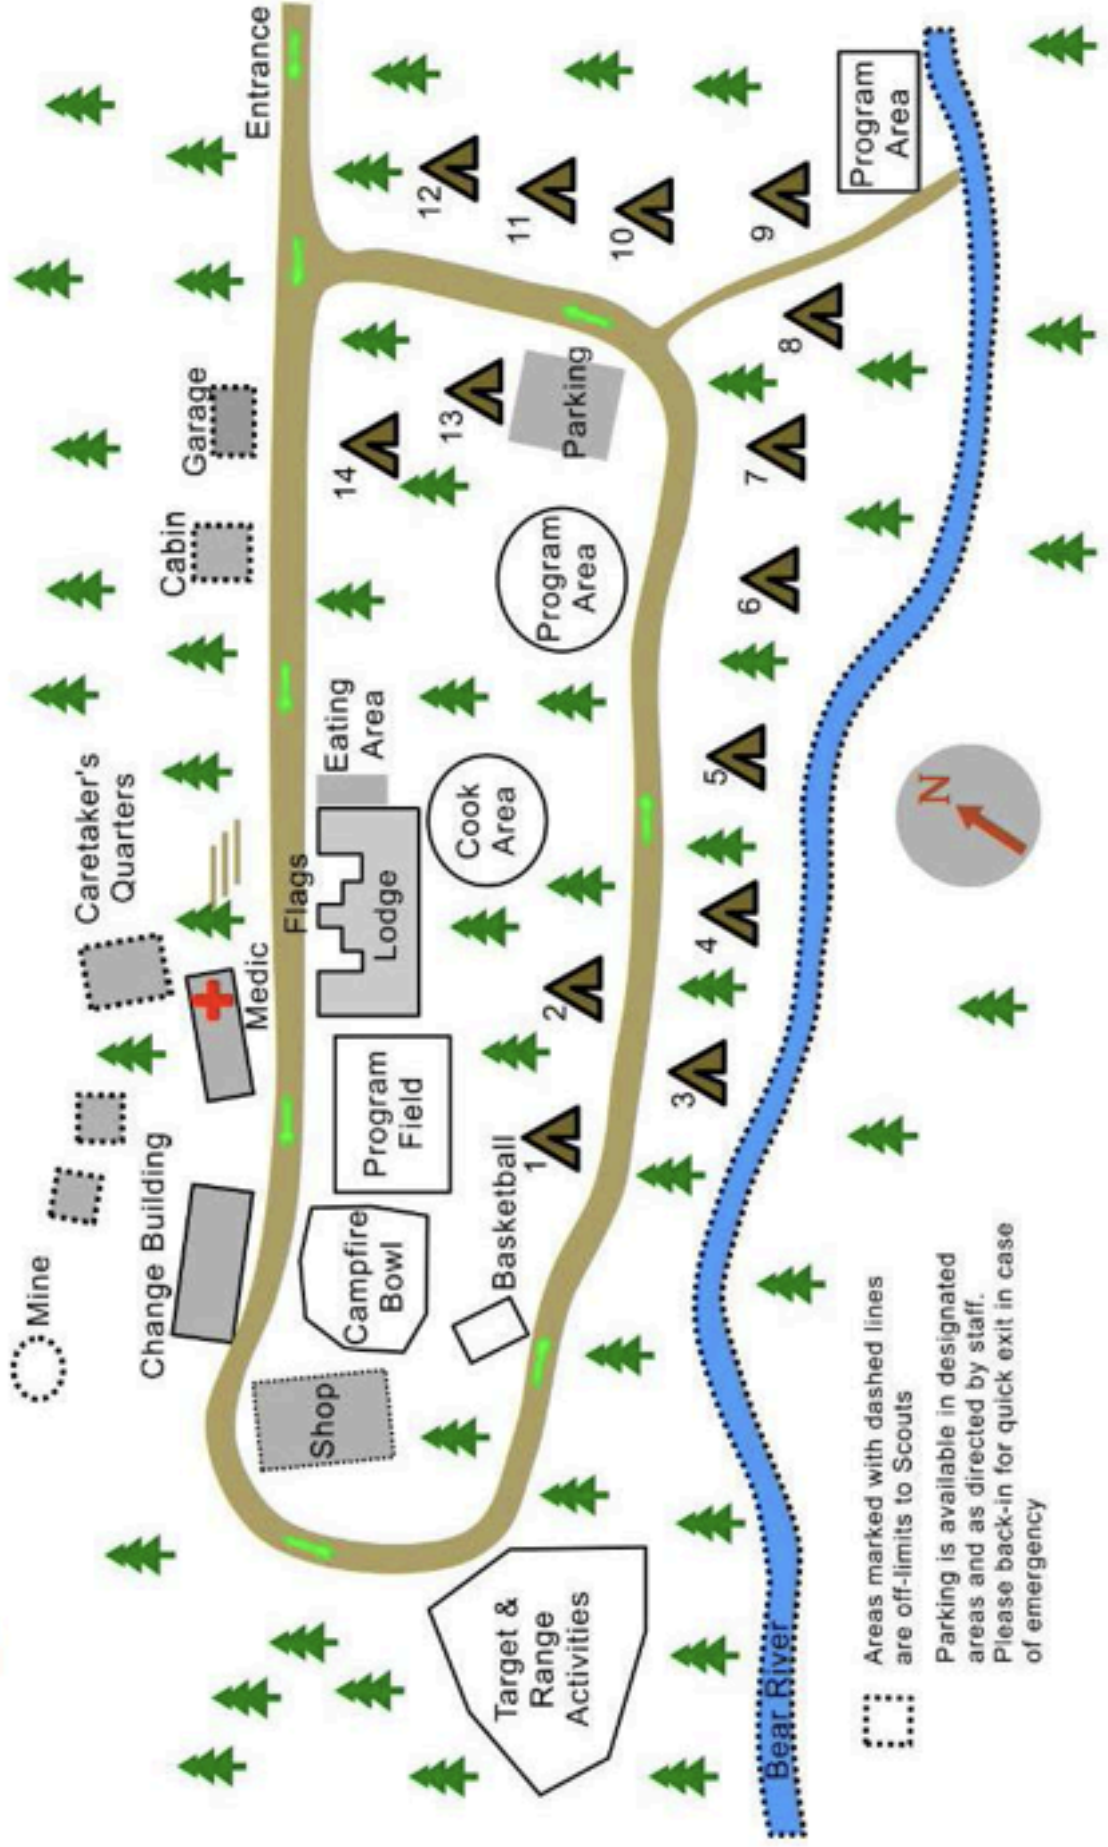 Mine
Caretaker's
Quarters
Cabin
Garage
Entrance
Change Building
Medic
Flags
Eating
Area
14
13
12
11
10
9
8
7
6
5
4
3
2
1
Shop
Campfire
Bowl
Program
Field
Lodge
Cook
Area
Program
Area
Parking
Program
Area
Basketball
Target &
Range
Activities
Bear River
N
Areas marked with dashed lines
are off-limits to Scouts
Parking is available in designated
areas and as directed by staff.
Please back-in for quick exit in case
of emergency